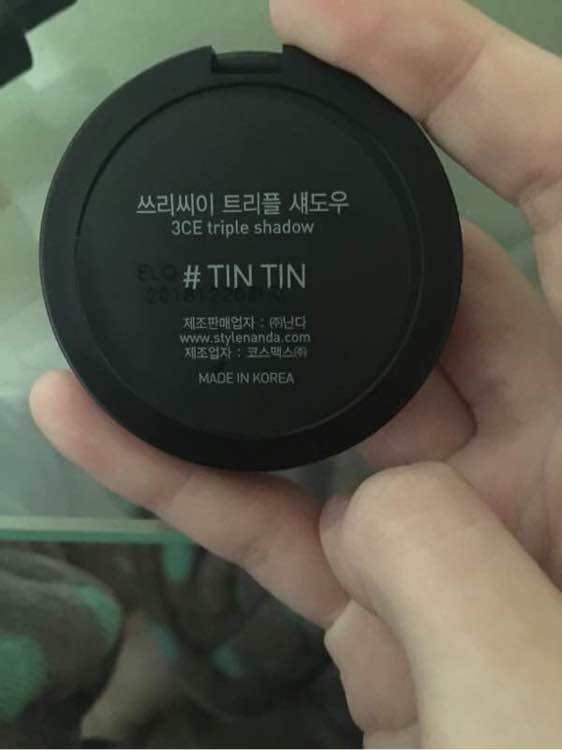 쓰리씨이 트리플 섀도우
3CE triple shadow
# TIN TIN
제조판매업자 : ㈜난다
www.stylenanda.com
제조업자 : 코스맥스㈜
MADE IN KOREA